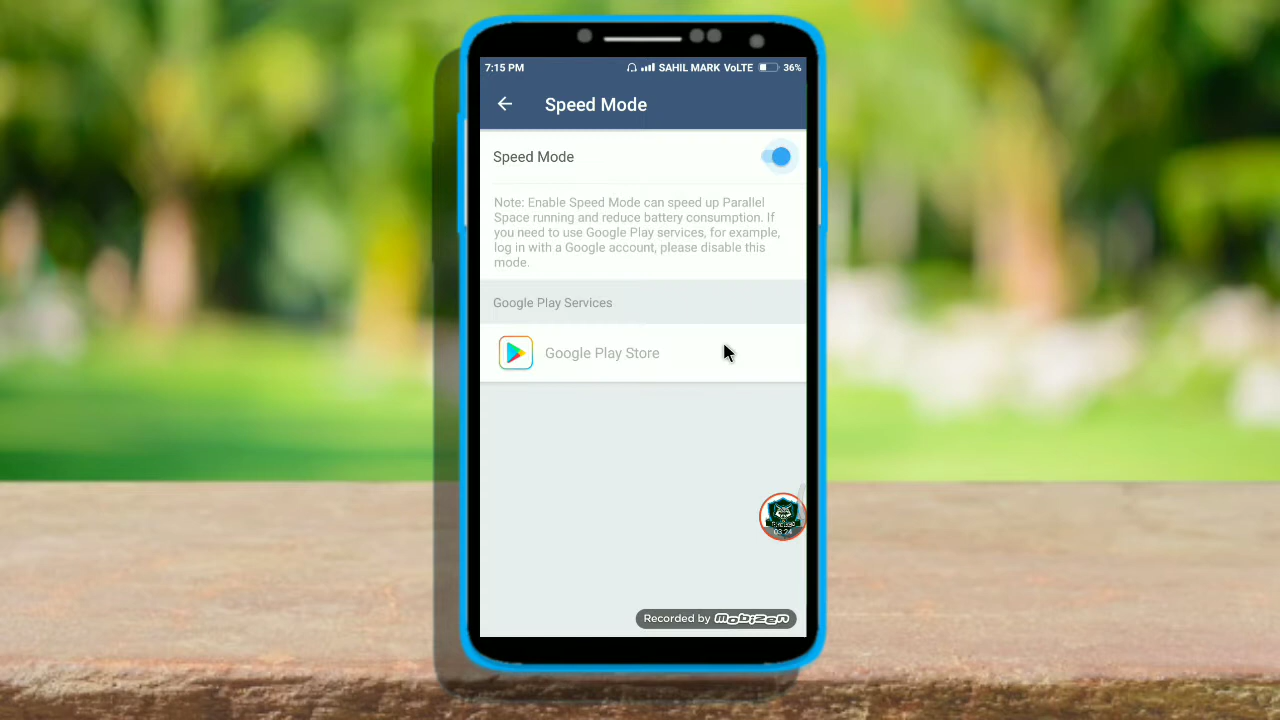 7:15 PM
SAHIL MARK VoLTE 36%
Speed Mode
Speed Mode
Note: Enable Speed Mode can speed up Parallel
Space running and reduce battery consumption. If
you need to use Google Play services, for example,
log in with a Google account, please disable this
mode.
Google Play Services
Google Play Store
03:24
Recorded by mobizen